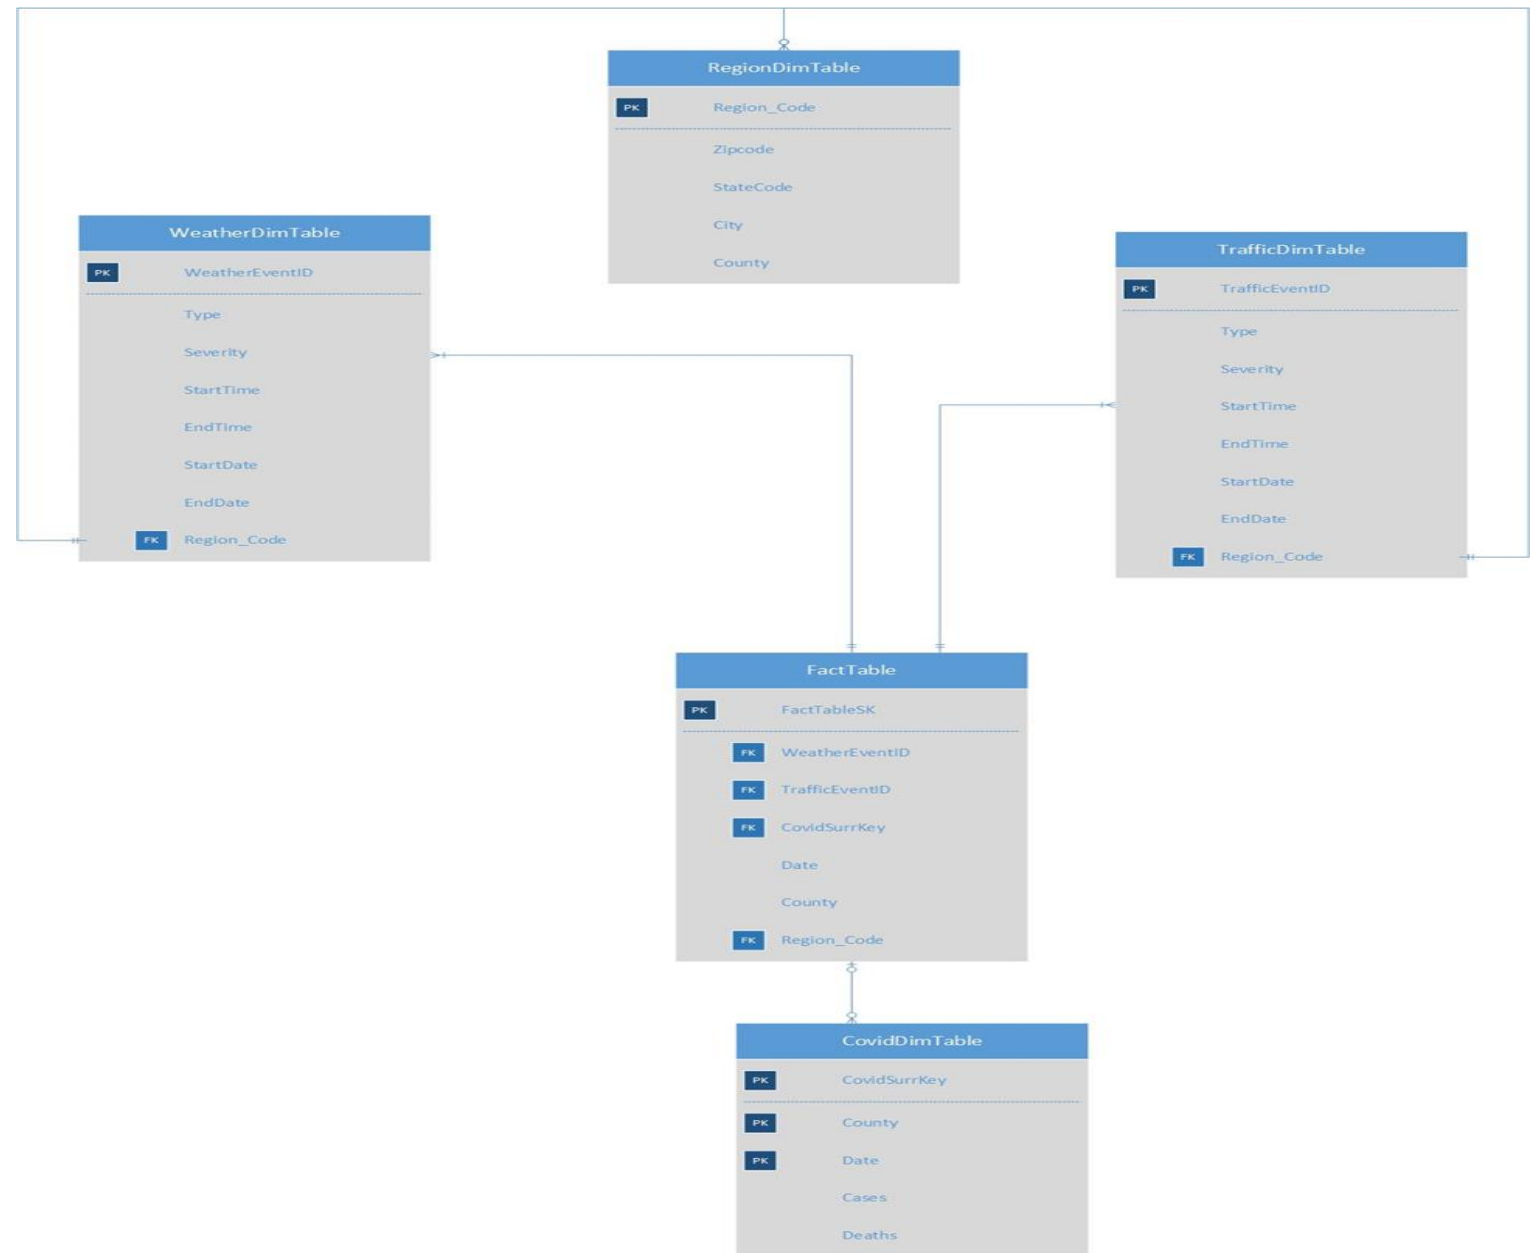 RegionDimTable
PK Region_Code
Zipcode
StateCode
City
County
WeatherDimTable
PK WeatherEventID
Type
Severity
StartTime
EndTime
StartDate
EndDate
FK Region_Code
TrafficDimTable
PK TrafficEventID
Type
Severity
StartTime
EndTime
StartDate
EndDate
FK Region_Code
FactTable
PK FactTableSK
FK WeatherEventID
FK TrafficEventID
FK CovidSurrKey
Date
County
FK Region_Code
CovidDimTable
PK CovidSurrKey
PK County
PK Date
Cases
Deaths